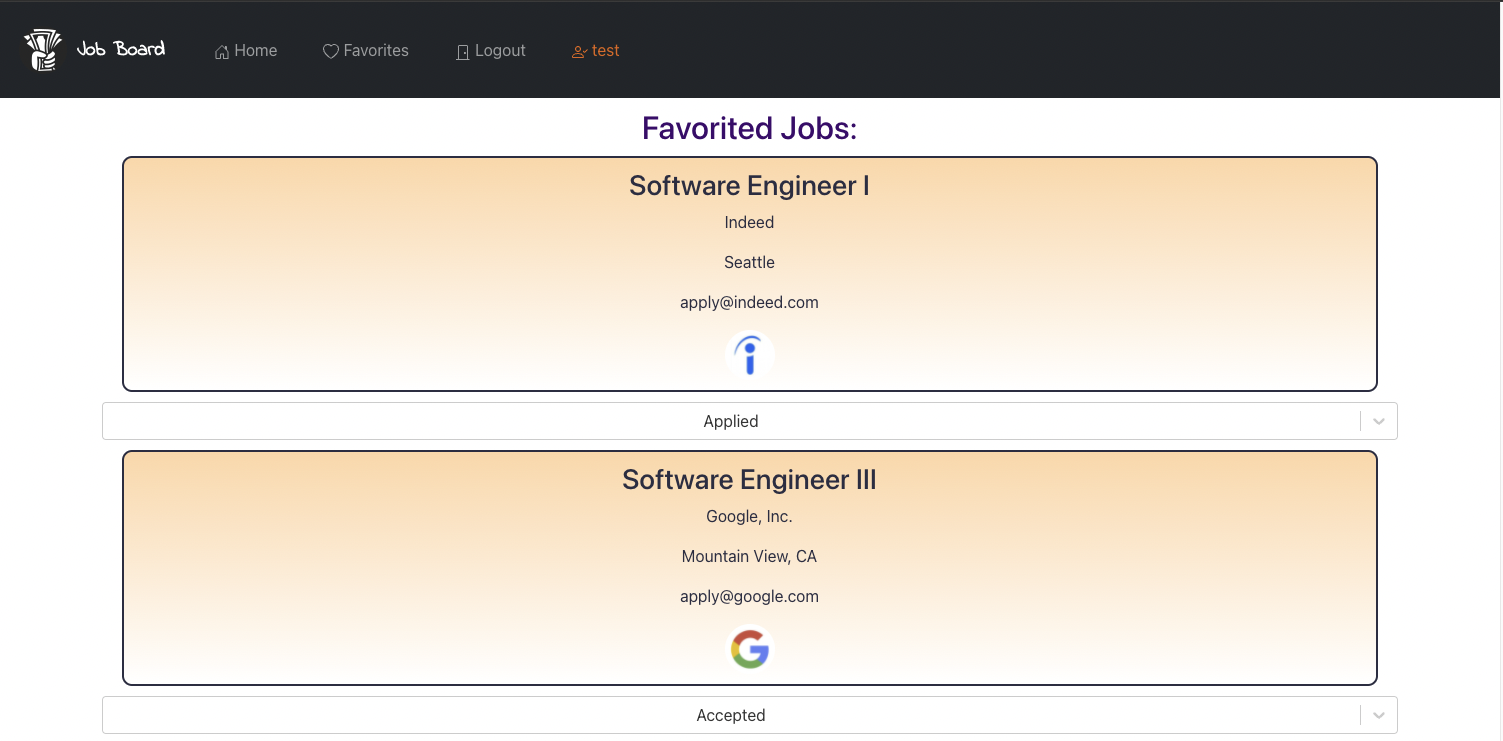 Job Board Home Favorites Logout test
Favorited Jobs:
Software Engineer I
Indeed
Seattle
apply@indeed.com
Applied
Software Engineer III
Google, Inc.
Mountain View, CA
apply@google.com
Accepted